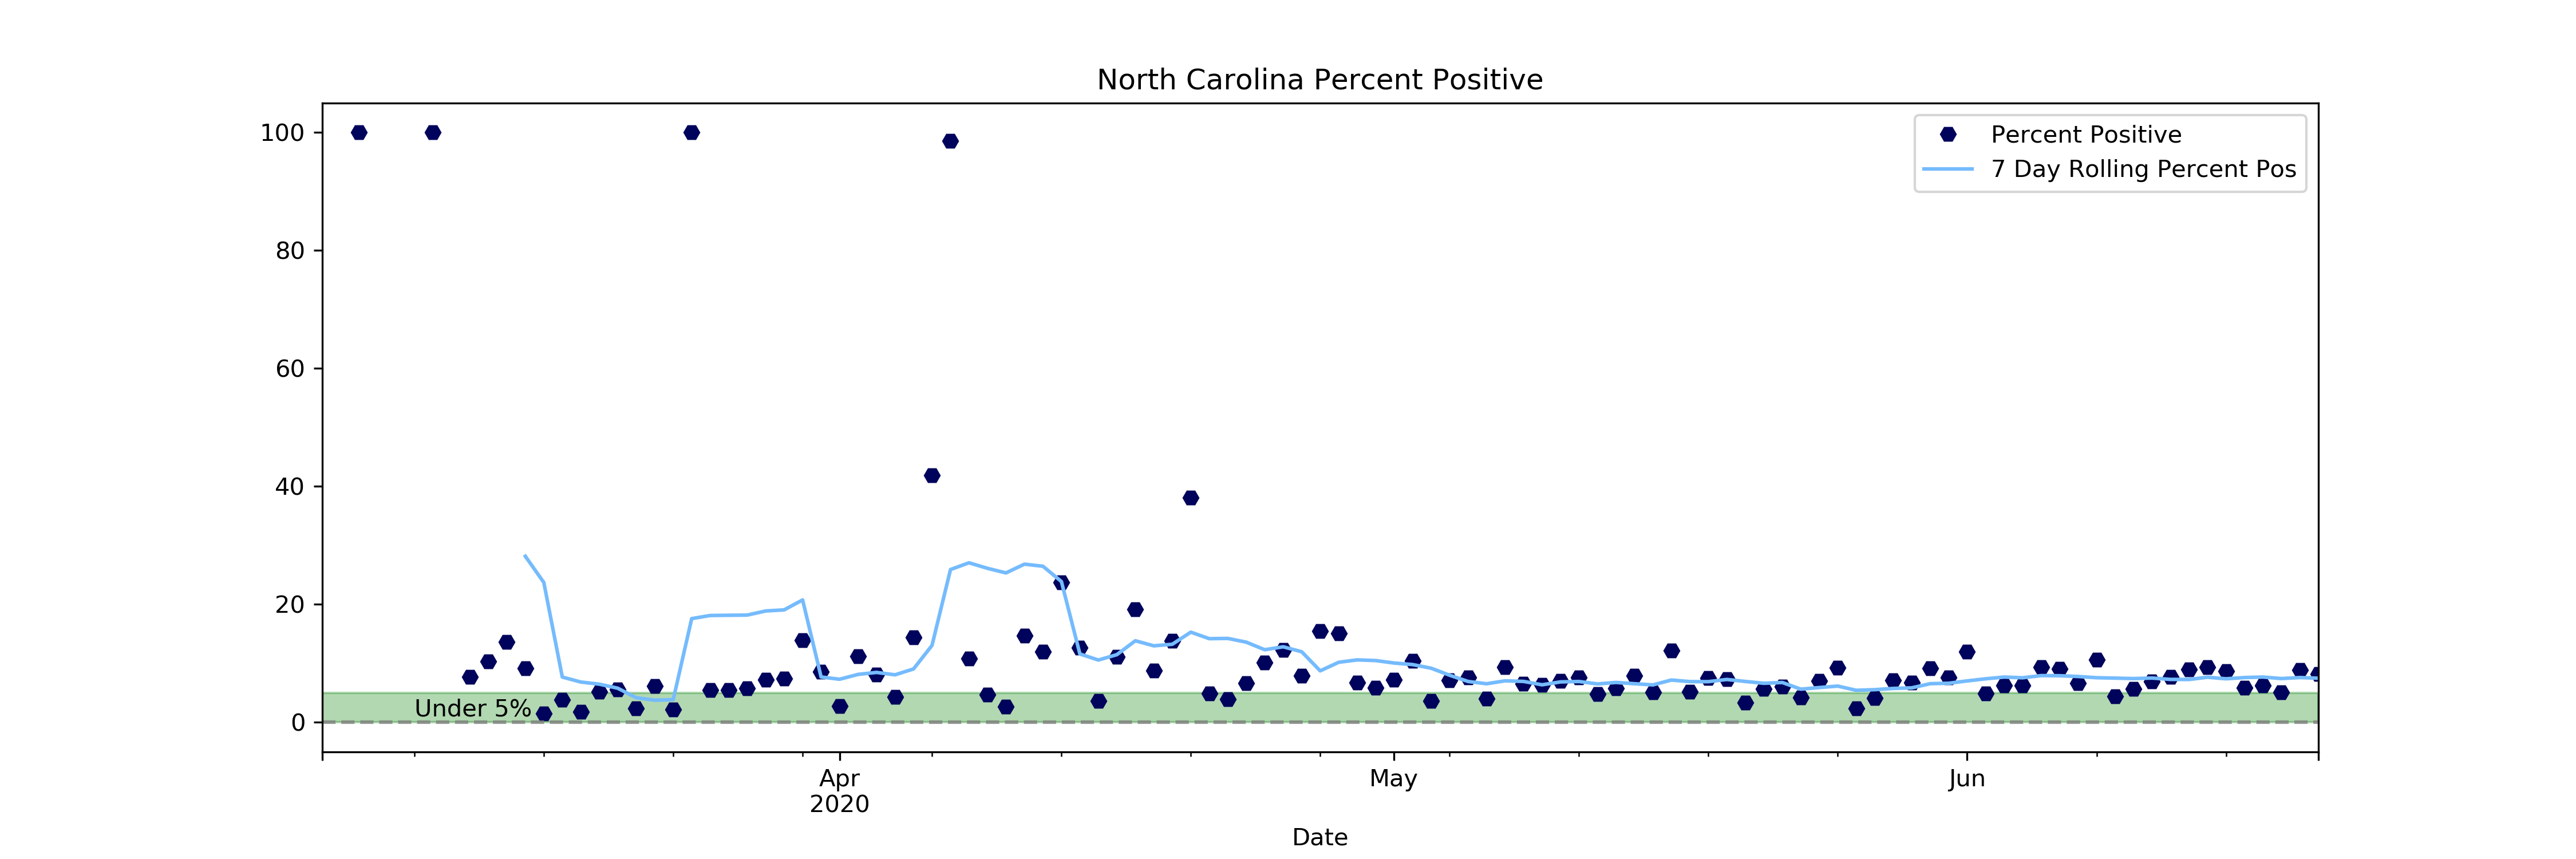 North Carolina Percent Positive
100
80
60
40
20
0
Percent Positive
7 Day Rolling Percent Pos
Under 5%
Apr
2020
May
Jun
Date